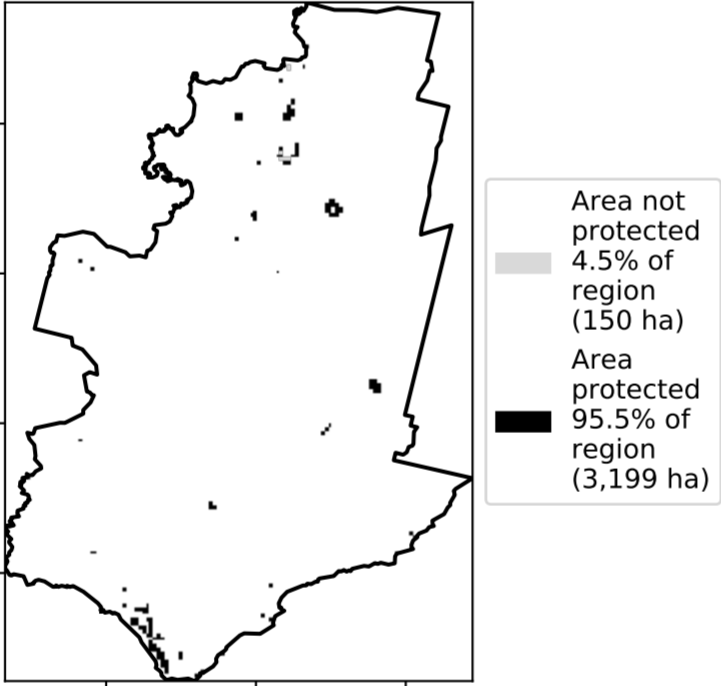 Area not
protected
4.5% of
region
(150 ha)
Area
protected
95.5% of
region
(3,199 ha)